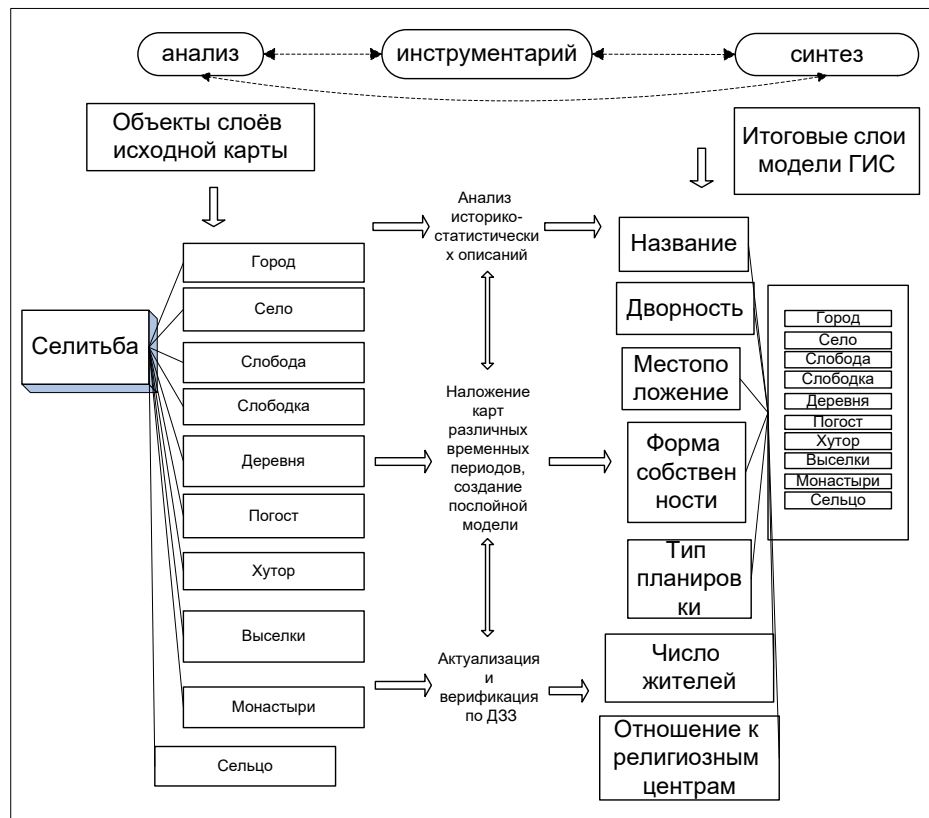 анализ
инструментарий
синтез
Объекты слоёв
исходной карты
Итоговые слои
модели ГИС
Селитьба
Город
Село
Слобода
Слободка
Деревня
Погост
Хутор
Выселки
Монастыри
Сельцо
Анализ
историко-
статистическ
х описаний
Наложение
карт
различных
временных
периодов,
создание
послойной
модели
Актуализация
и
верификация
по ДЗЗ
Название
Дворность
Местопо
ложение
Форма
собствен
ности
Тип
планиров
ки
Число
жителей
Отношение к
религиозным
центрам
Город
Село
Слобода
Слободка
Деревня
Погост
Хутор
Выселки
Монастыри
Сельцо